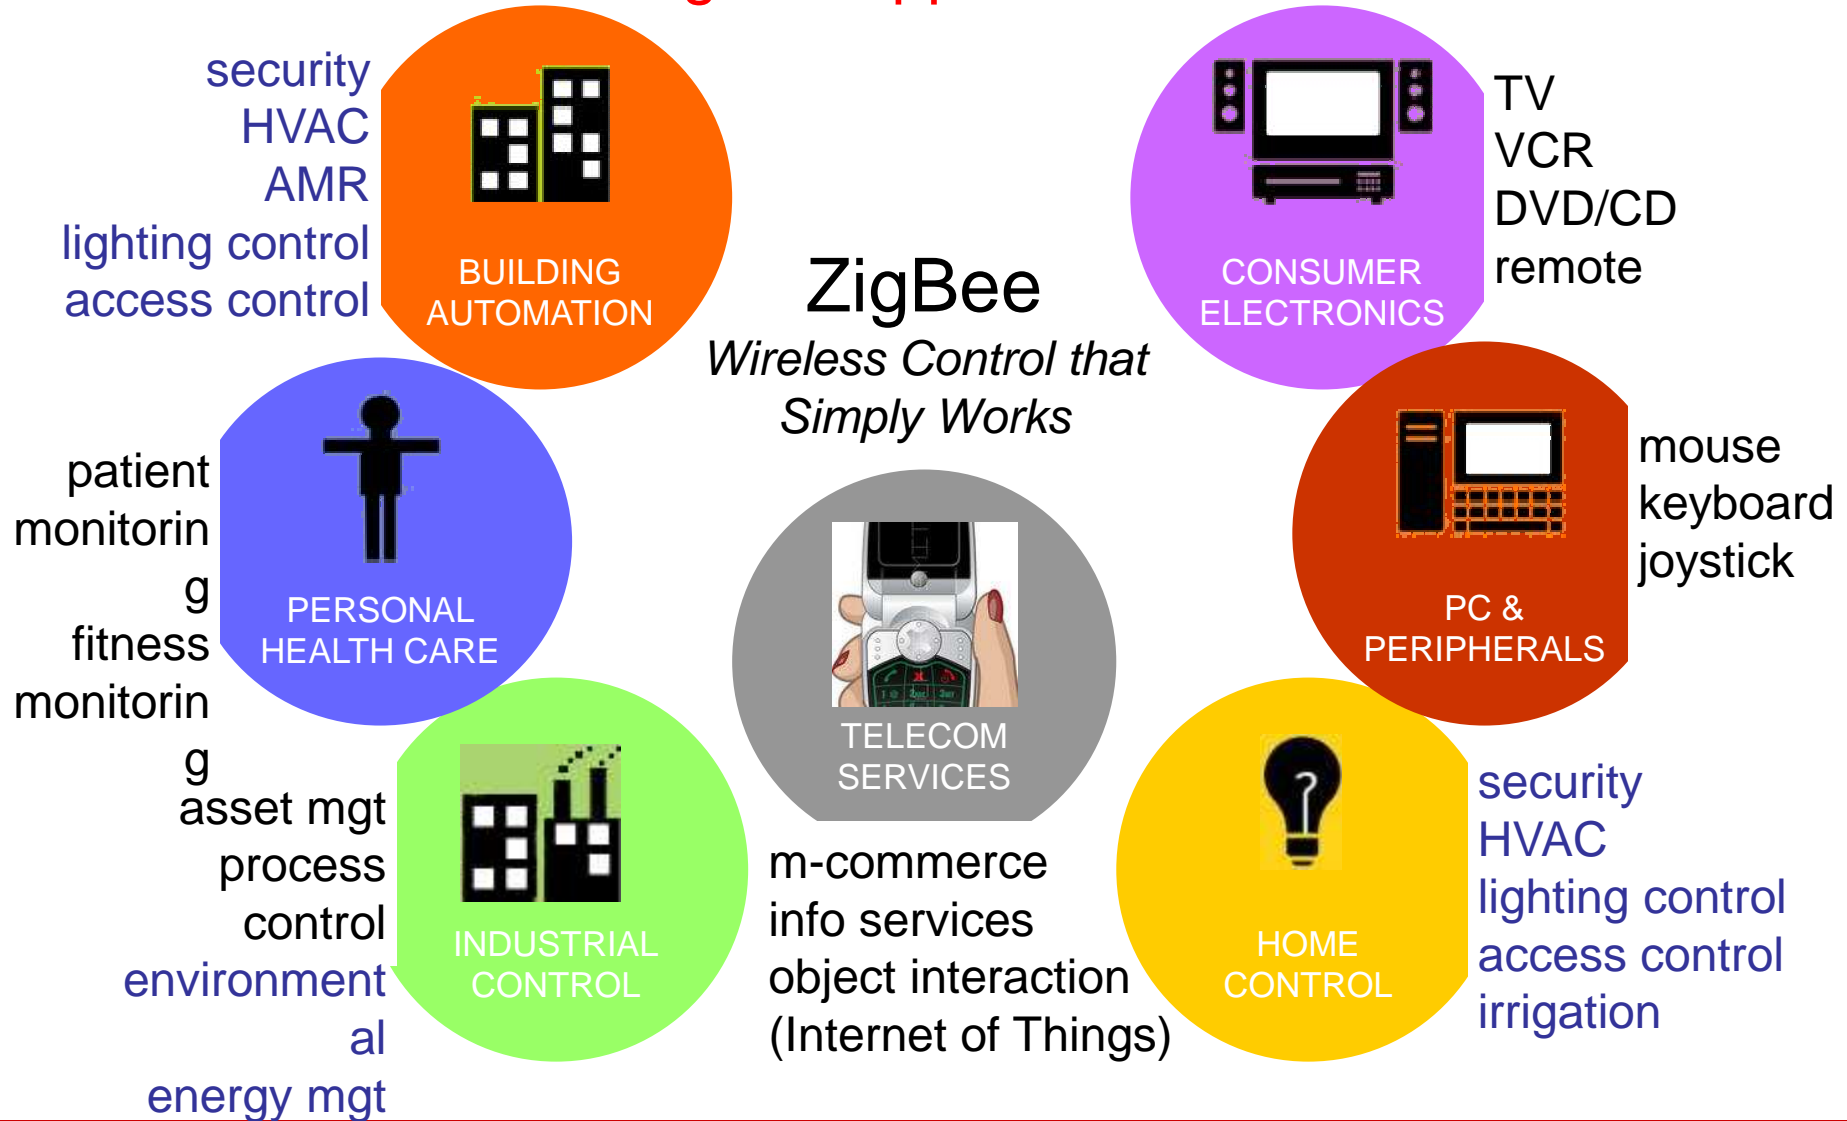 security
HVAC
AMR
lighting control
access control
BUILDING
AUTOMATION
ZigBee
Wireless Control that
Simply Works
CONSUMER
ELECTRONICS
TV
VCR
DVD/CD
remote
patient
monitorin
g
fitness
monitorin
g
PERSONAL
HEALTH CARE
TELECOM
SERVICES
PC &
PERIPHERALS
mouse
keyboard
joystick
asset mgt
process
control
environment
al
energy mgt
INDUSTRIAL
CONTROL
m-commerce
info services
object interaction
(Internet of Things)
HOME
CONTROL
security
HVAC
lighting control
access control
irrigation